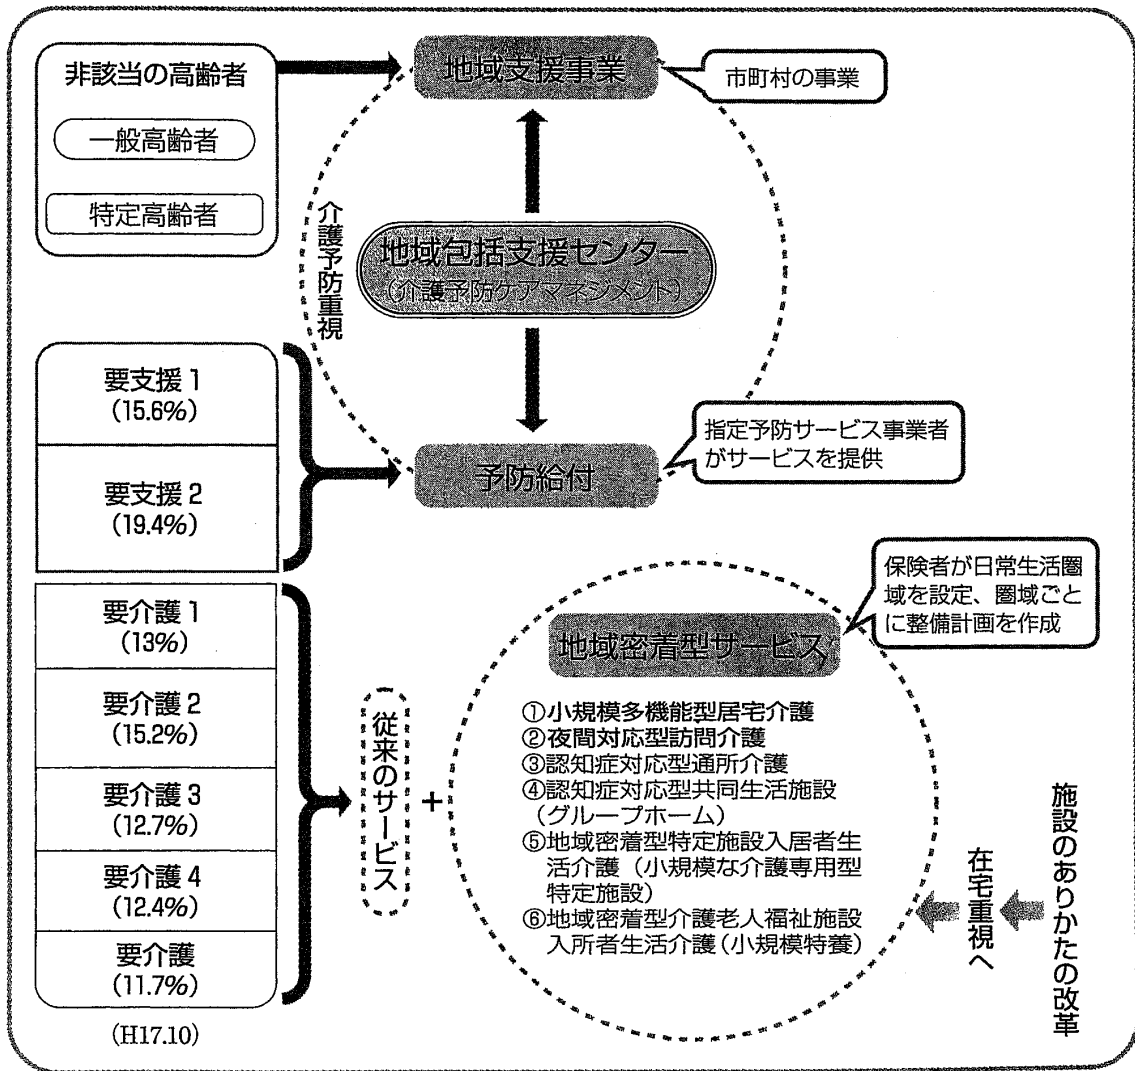 非該当の高齢者
一般高齢者
特定高齢者
地域支援事業
市町村の事業
介護予防重視
地域包括支援センター
(介護予防ケアマネジメント)
要支援1
(15.6%)
要支援2
(19.4%)
予防給付
指定予防サービス事業者
がサービスを提供
要介護1
(13%)
要介護2
(15.2%)
要介護3
(12.7%)
要介護4
(12.4%)
要介護
(11.7%)
(H17.10)
従来のサービス
+
保険者が日常生活圏
域を設定、圏域ごと
に整備計画を作成
地域密着型サービス
①小規模多機能型居宅介護
②夜間対応型訪問介護
③認知症対応型通所介護
④認知症対応型共同生活施設
(グループホーム)
⑤地域密着型特定施設入居者生
活介護(小規模な介護専用型
特定施設)
⑥地域密着型介護老人福祉施設
入所者生活介護(小規模特養)
在宅重視へ
施設のありかたの改革